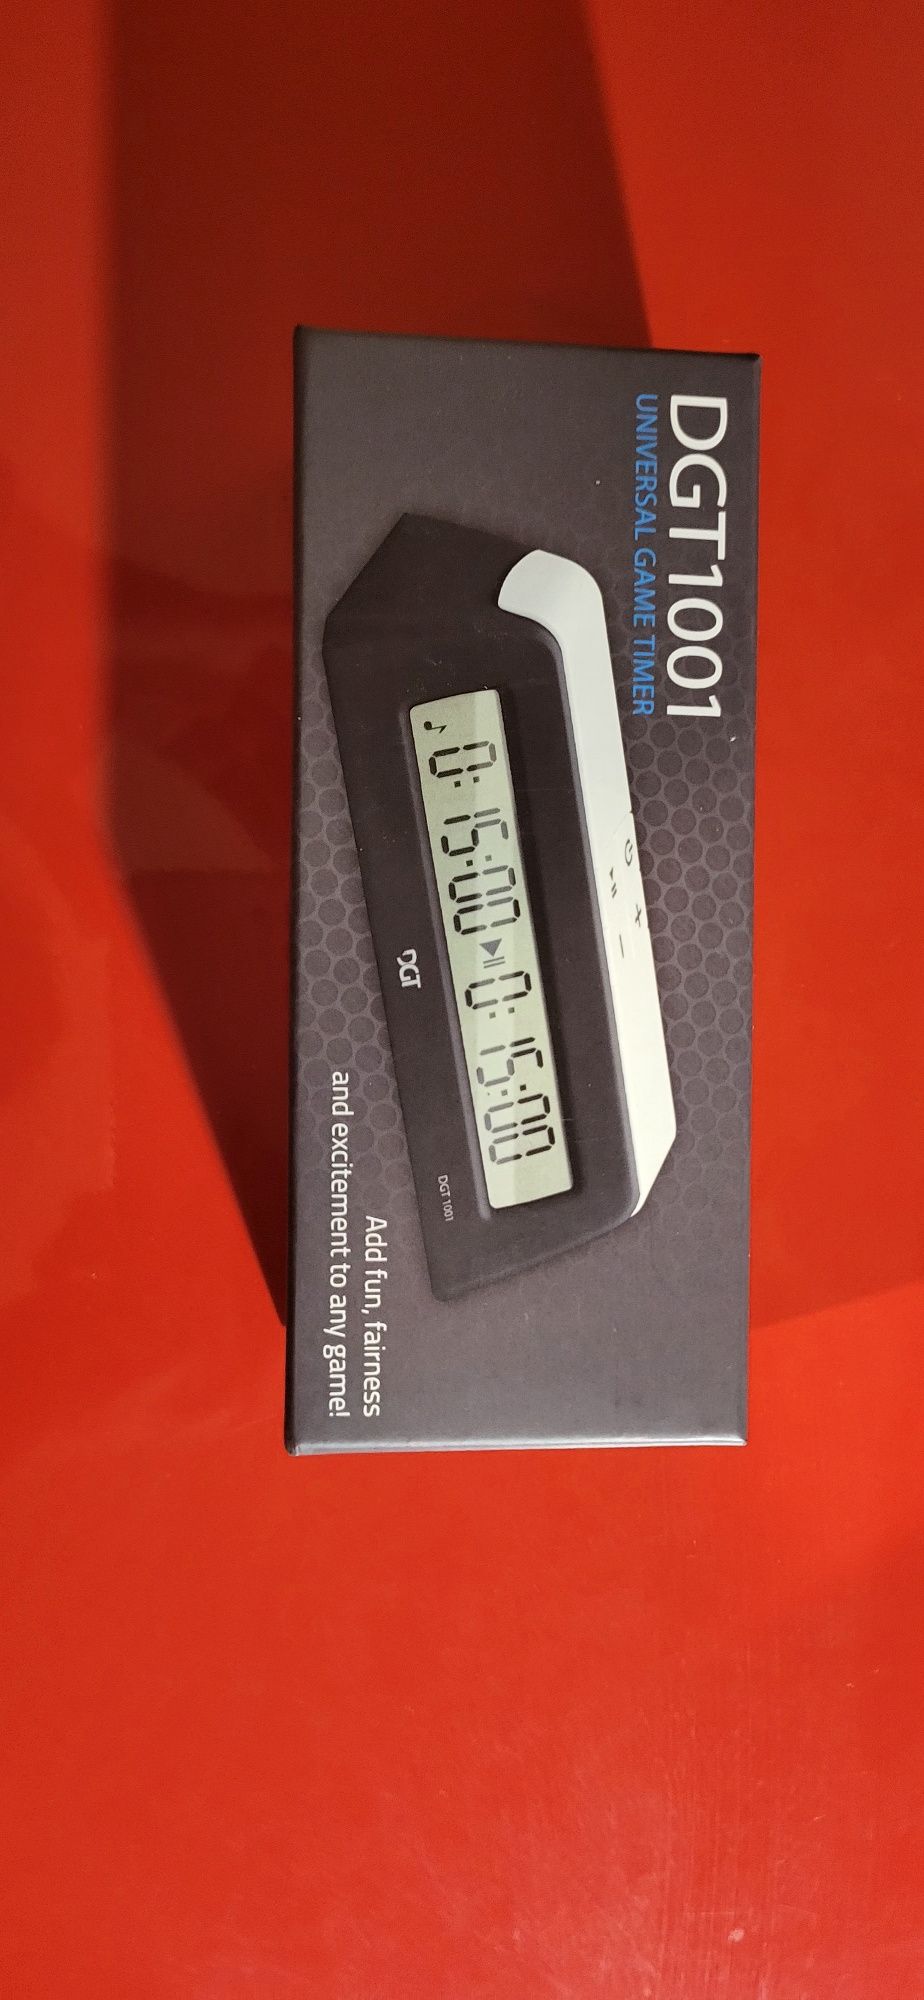 DGT1001
UNIVERSAL GAME TIMER
0:15:00 0:15:00
DGT
DGT 1001
Add fun, fairness
and excitement to any game!